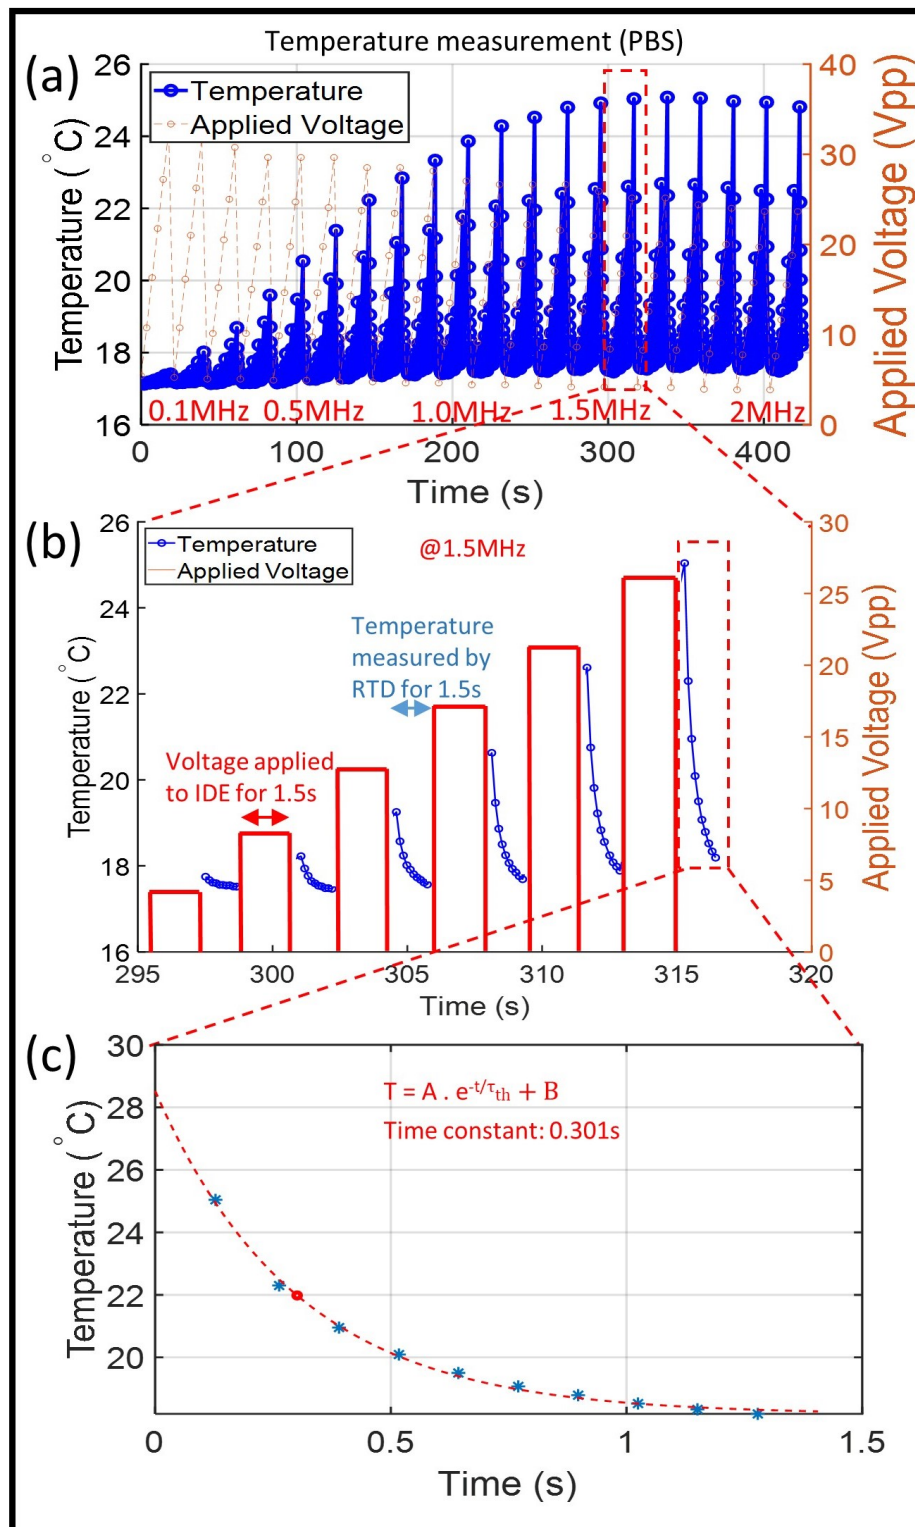 Temperature measurement (PBS)
(a)
26
24
22
20
18
16
Temperature (°C)
Temperature
Applied Voltage
40
30
20
10
0
Applied Voltage (Vpp)
0.1MHz 0.5MHz 1.0MHz 1.5MHz 2MHz
0 100 200 300 400
Time (s)
(b)
26
24
22
20
18
16
Temperature (°C)
Temperature
Applied Voltage
@1.5MHz
Temperature
measured by
RTD for 1.5s
Voltage applied
to IDE for 1.5s
30
25
20
15
10
5
0
Applied Voltage (Vpp)
295 300 305 310 315 320
Time (s)
(c)
30
28
26
24
22
20
Temperature (°C)
T = A . e-t/τth + B
Time constant: 0.301s
0 0.5 1 1.5
Time (s)